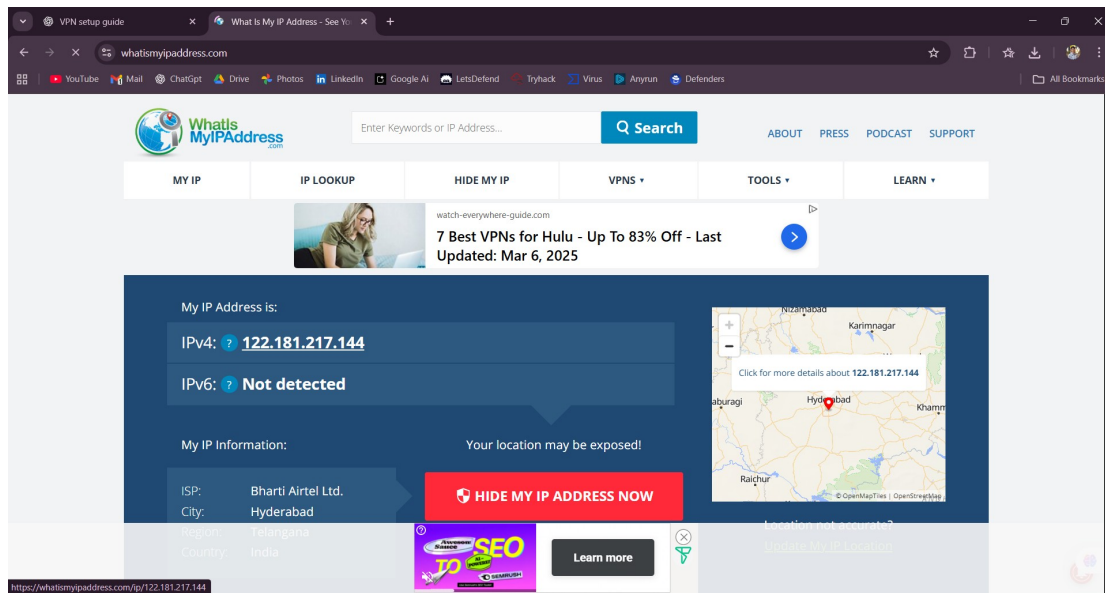 VPN setup guide
What Is My IP Address - See Yo
whatismyipaddress.com
YouTube Mail ChatGpt Drive Photos LinkedIn Google Ai LetsDefend Tryhack Virus Anyrun Defenders
All Bookmarks
WhatIs
MyIPAddress
.com
Enter Keywords or IP Address...
Search
ABOUT PRESS PODCAST SUPPORT
MY IP IP LOOKUP HIDE MY IP VPNS TOOLS LEARN
watch-everywhere-guide.com
7 Best VPNs for Hulu - Up To 83% Off - Last
Updated: Mar 6, 2025
My IP Address is:
IPv4: ? 122.181.217.144
IPv6: ? Not detected
My IP Information:
ISP: Bharti Airtel Ltd.
City: Hyderabad
Region: Telangana
Country: India
Your location may be exposed!
HIDE MY IP ADDRESS NOW
Nizamabad
Karimnagar
Click for more details about 122.181.217.144
aburagi
Hyderabad
Khamm
Raichur
© OpenMapTiles | OpenStreetMap
Location not accurate?
Update My IP Location
Awesome
Sauce
SEO
TO
SEMRUSH
Learn more
https://whatismyipaddress.com/ip/122.181.217.144